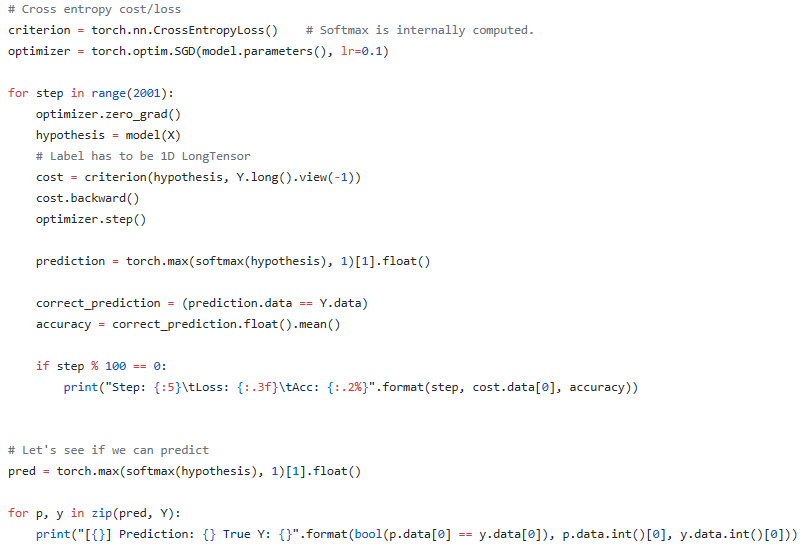 # Cross entropy cost/loss
criterion = torch.nn.CrossEntropyLoss()    # Softmax is internally computed.
optimizer = torch.optim.SGD(model.parameters(), lr=0.1)

for step in range(2001):
    optimizer.zero_grad()
    hypothesis = model(X)
    # Label has to be 1D LongTensor
    cost = criterion(hypothesis, Y.long().view(-1))
    cost.backward()
    optimizer.step()

    prediction = torch.max(softmax(hypothesis), 1)[1].float()

    correct_prediction = (prediction.data == Y.data)
    accuracy = correct_prediction.float().mean()

    if step % 100 == 0:
        print("Step: {:5}\tLoss: {:.3f}\tAcc: {:.2%}".format(step, cost.data[0], accuracy))


# Let's see if we can predict
pred = torch.max(softmax(hypothesis), 1)[1].float()

for p, y in zip(pred, Y):
    print("[{}] Prediction: {} True Y: {}".format(bool(p.data[0] == y.data[0]), p.data.int()[0], y.data.int()[0]))